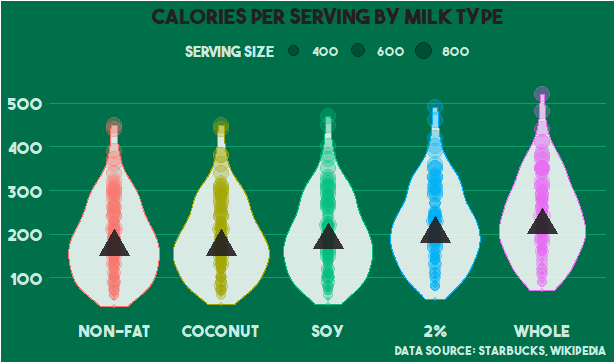 CALORIES PER SERVING BY MILK TYPE
SERVING SIZE 400 600 800
500
400
300
200
100
NON-FAT COCONUT SOY 2% WHOLE
DATA SOURCE: STARBUCKS, WIKIPEDIA